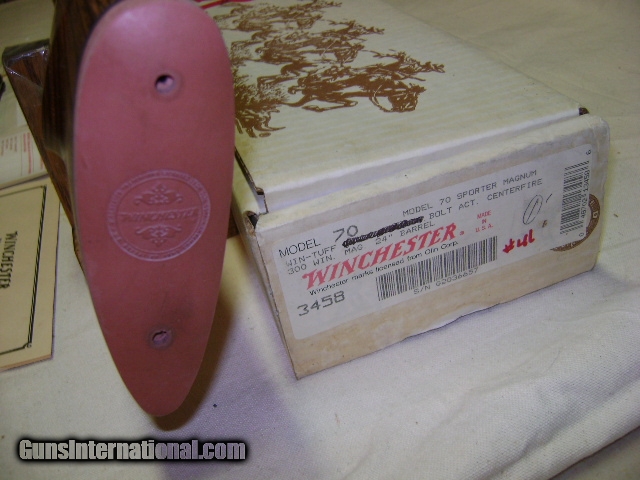 WINCHESTER
WINCHESTER
MODEL 70 MODEL 70 SPORTER MAGNUM
WIN-TUFF BOLT ACT. CENTERFIRE
300 WIN. MAG 24" BARREL
WINCHESTER.
MADE
IN
U.S.A.
Winchester marks licensed from Olin Corp.
3458
S/N
GunsInternational.com